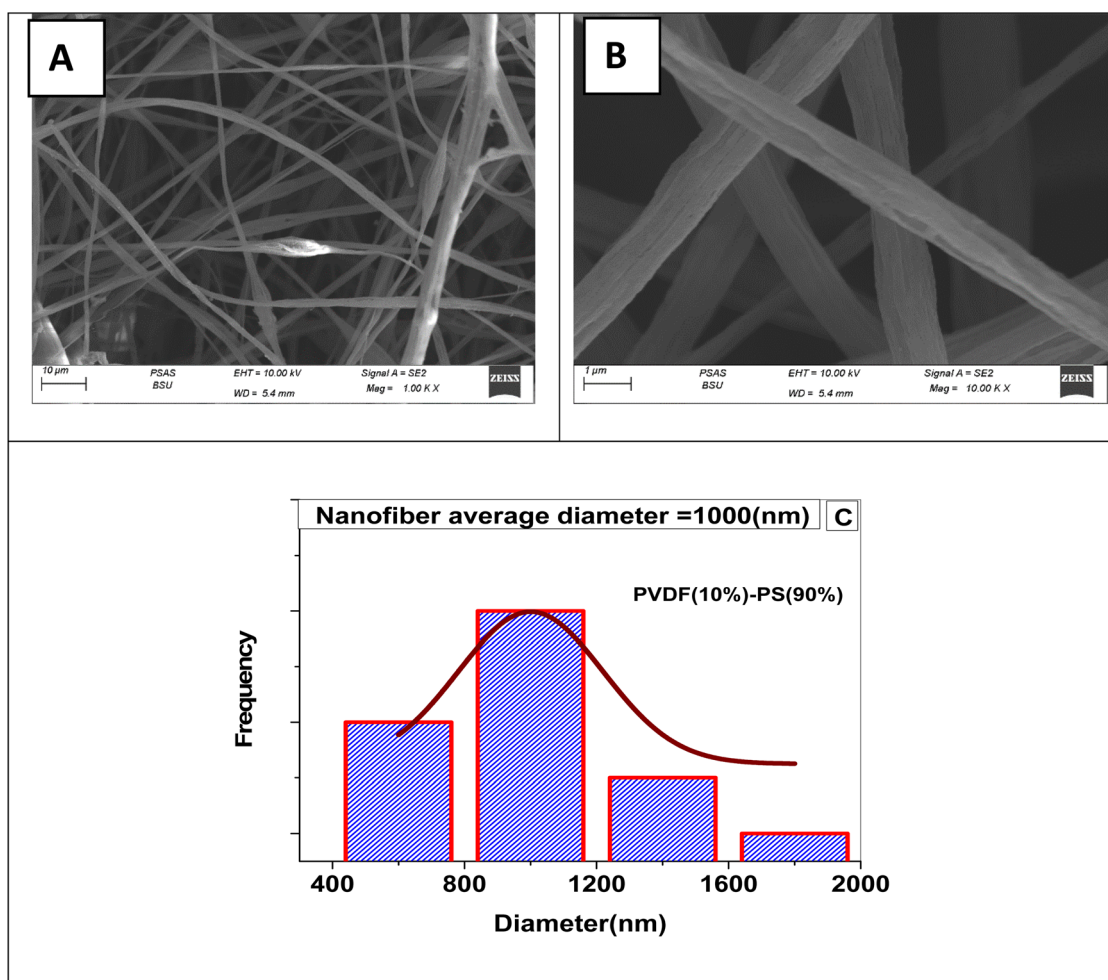 A
10 µm
PSAS
BSU
EHT = 10.00 kV
WD = 5.4 mm
Signal A = SE2
Mag = 1.00 K X
ZEISS
B
1 µm
PSAS
BSU
EHT = 10.00 kV
WD = 5.4 mm
Signal A = SE2
Mag = 10.00 K X
ZEISS
Nanofiber average diameter =1000(nm) C
PVDF(10%)-PS(90%)
Frequency
400 800 1200 1600 2000
Diameter(nm)